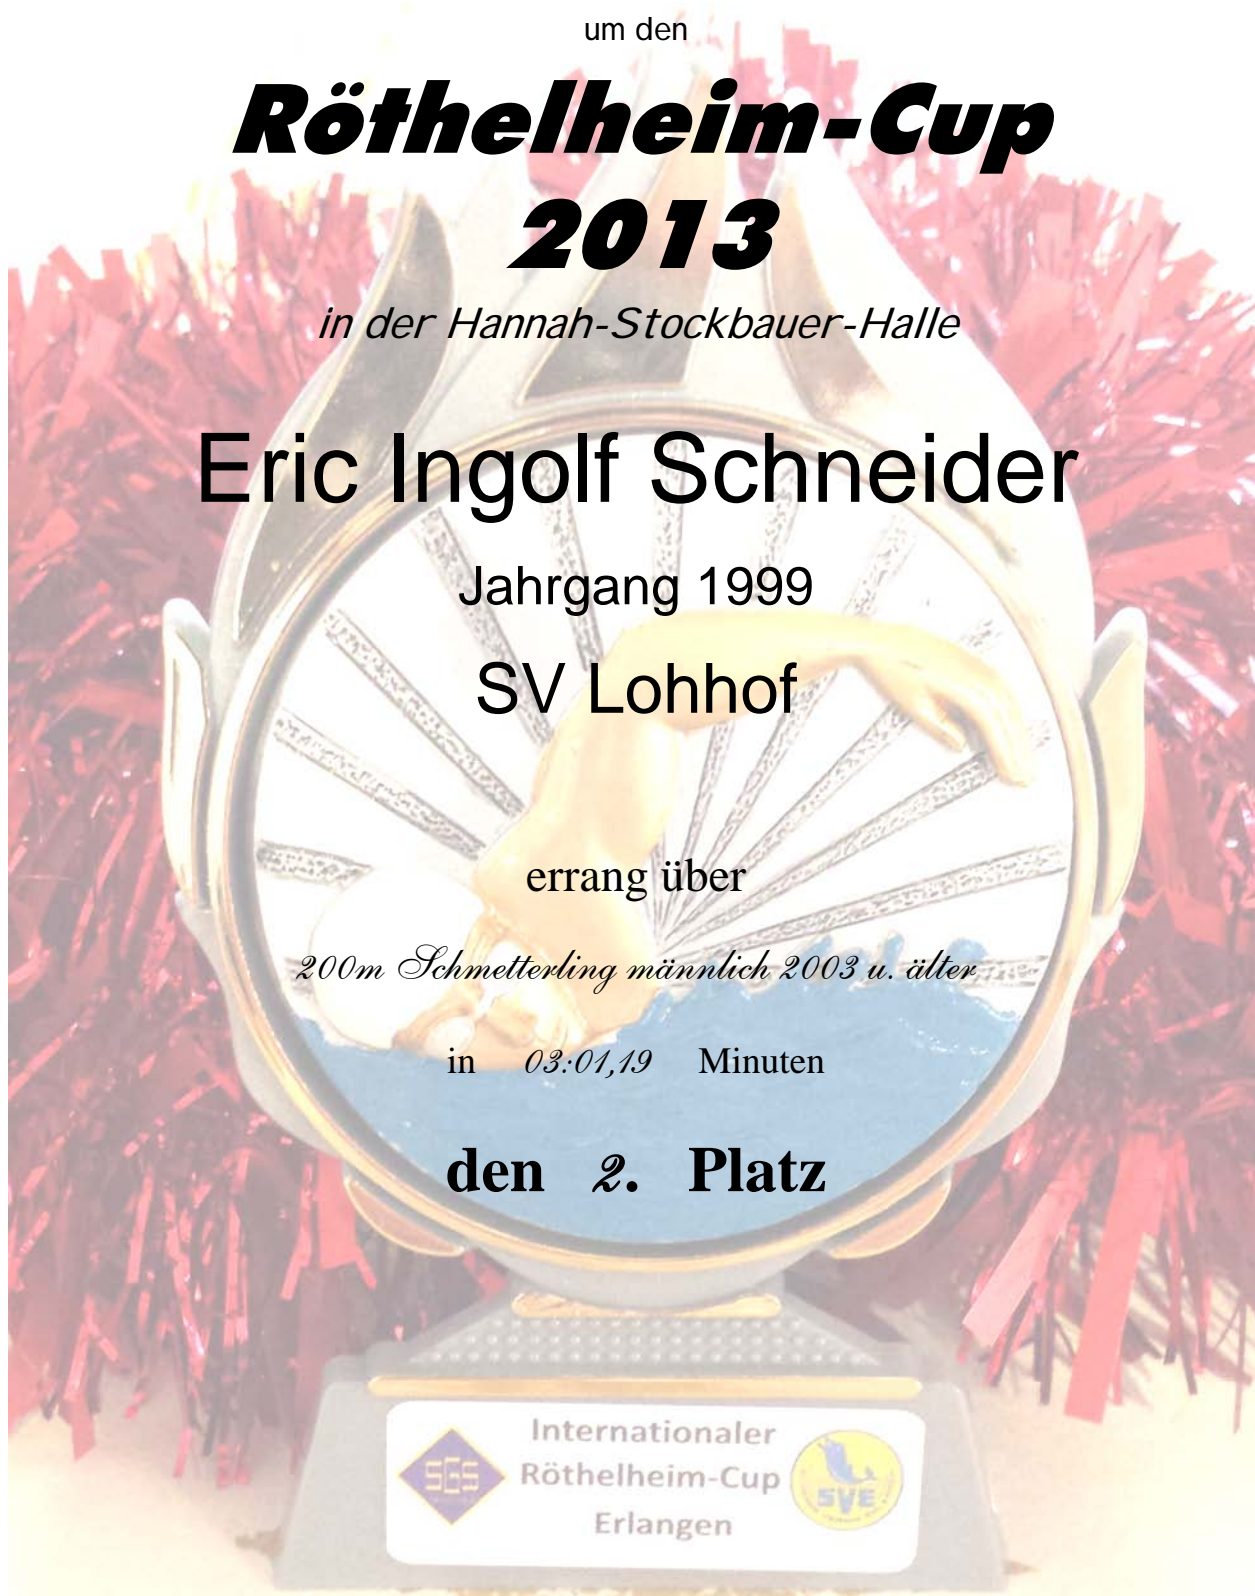 um den
Röthelheim-Cup
2013
in der Hannah-Stockbauer-Halle
Eric Ingolf Schneider
Jahrgang 1999
SV Lohhof
errang über
200m Schmetterling männlich 2003 u. älter
in 03:01,19 Minuten
den 2. Platz
Internationaler
SGS Röthelheim-Cup SVE
Erlangen